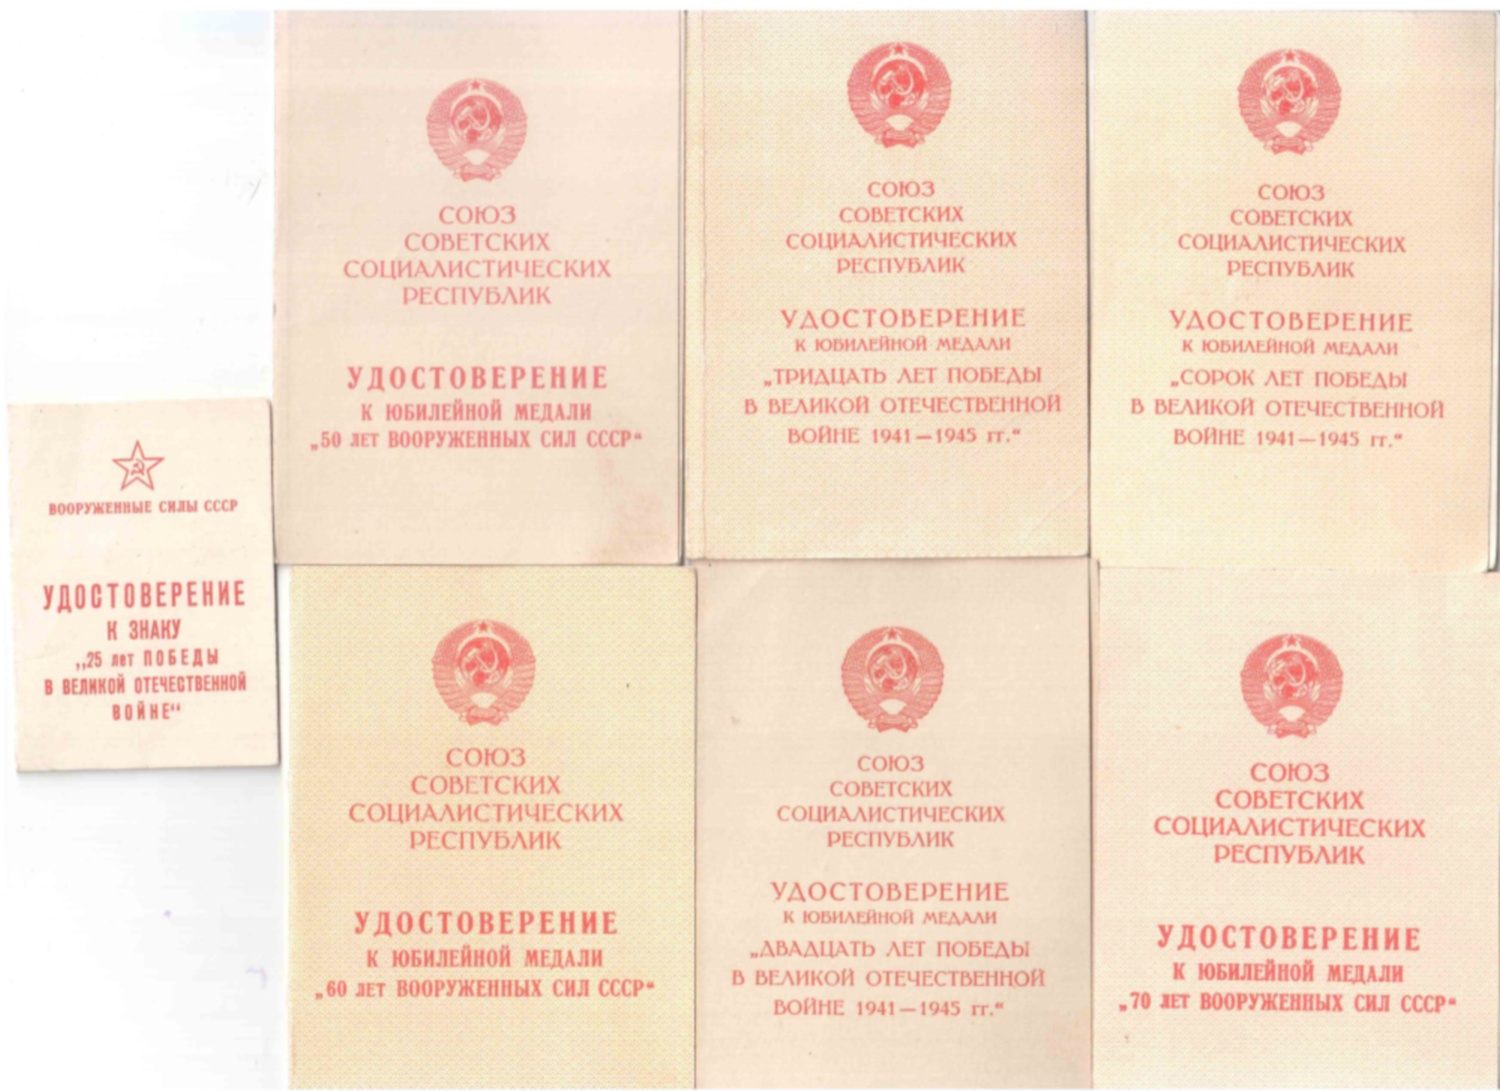 ВООРУЖЕННЫЕ СИЛЫ СССР
УДОСТОВЕРЕНИЕ
К ЗНАКУ
„25 лет ПОБЕДЫ
В ВЕЛИКОЙ ОТЕЧЕСТВЕННОЙ
ВОЙНЕ“
СОЮЗ
СОВЕТСКИХ
СОЦИАЛИСТИЧЕСКИХ
РЕСПУБЛИК
УДОСТОВЕРЕНИЕ
К ЮБИЛЕЙНОЙ МЕДАЛИ
„50 ЛЕТ ВООРУЖЕННЫХ СИЛ СССР“
СОЮЗ
СОВЕТСКИХ
СОЦИАЛИСТИЧЕСКИХ
РЕСПУБЛИК
УДОСТОВЕРЕНИЕ
К ЮБИЛЕЙНОЙ МЕДАЛИ
„ТРИДЦАТЬ ЛЕТ ПОБЕДЫ
В ВЕЛИКОЙ ОТЕЧЕСТВЕННОЙ
ВОЙНЕ 1941—1945 гг.“
СОЮЗ
СОВЕТСКИХ
СОЦИАЛИСТИЧЕСКИХ
РЕСПУБЛИК
УДОСТОВЕРЕНИЕ
К ЮБИЛЕЙНОЙ МЕДАЛИ
„СОРОК ЛЕТ ПОБЕДЫ
В ВЕЛИКОЙ ОТЕЧЕСТВЕННОЙ
ВОЙНЕ 1941—1945 гг.“
СОЮЗ
СОВЕТСКИХ
СОЦИАЛИСТИЧЕСКИХ
РЕСПУБЛИК
УДОСТОВЕРЕНИЕ
К ЮБИЛЕЙНОЙ МЕДАЛИ
„60 ЛЕТ ВООРУЖЕННЫХ СИЛ СССР“
СОЮЗ
СОВЕТСКИХ
СОЦИАЛИСТИЧЕСКИХ
РЕСПУБЛИК
УДОСТОВЕРЕНИЕ
К ЮБИЛЕЙНОЙ МЕДАЛИ
„ДВАДЦАТЬ ЛЕТ ПОБЕДЫ
В ВЕЛИКОЙ ОТЕЧЕСТВЕННОЙ
ВОЙНЕ 1941—1945 гг.“
СОЮЗ
СОВЕТСКИХ
СОЦИАЛИСТИЧЕСКИХ
РЕСПУБЛИК
УДОСТОВЕРЕНИЕ
К ЮБИЛЕЙНОЙ МЕДАЛИ
„70 ЛЕТ ВООРУЖЕННЫХ СИЛ СССР“